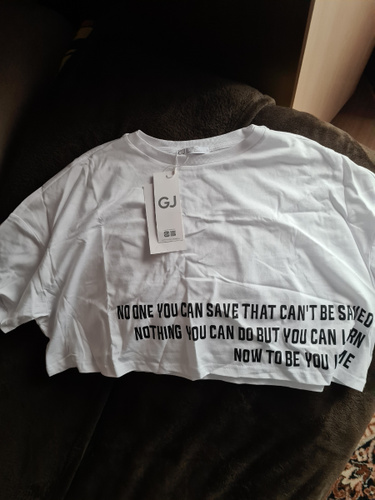 GJ
NO ONE YOU CAN SAVE THAT CAN'T BE
NOTHING YOU CAN DO BUT YOU CAN
NOW TO BE YOU